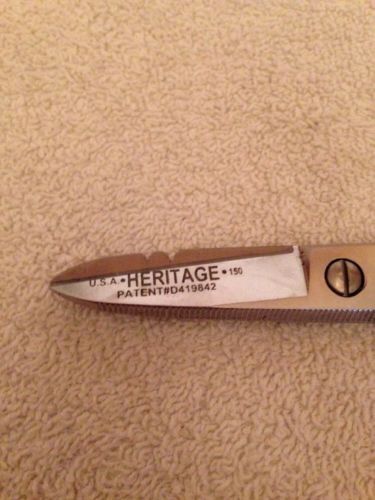 U.S.A. • HERITAGE • 150
PATENT#D419842